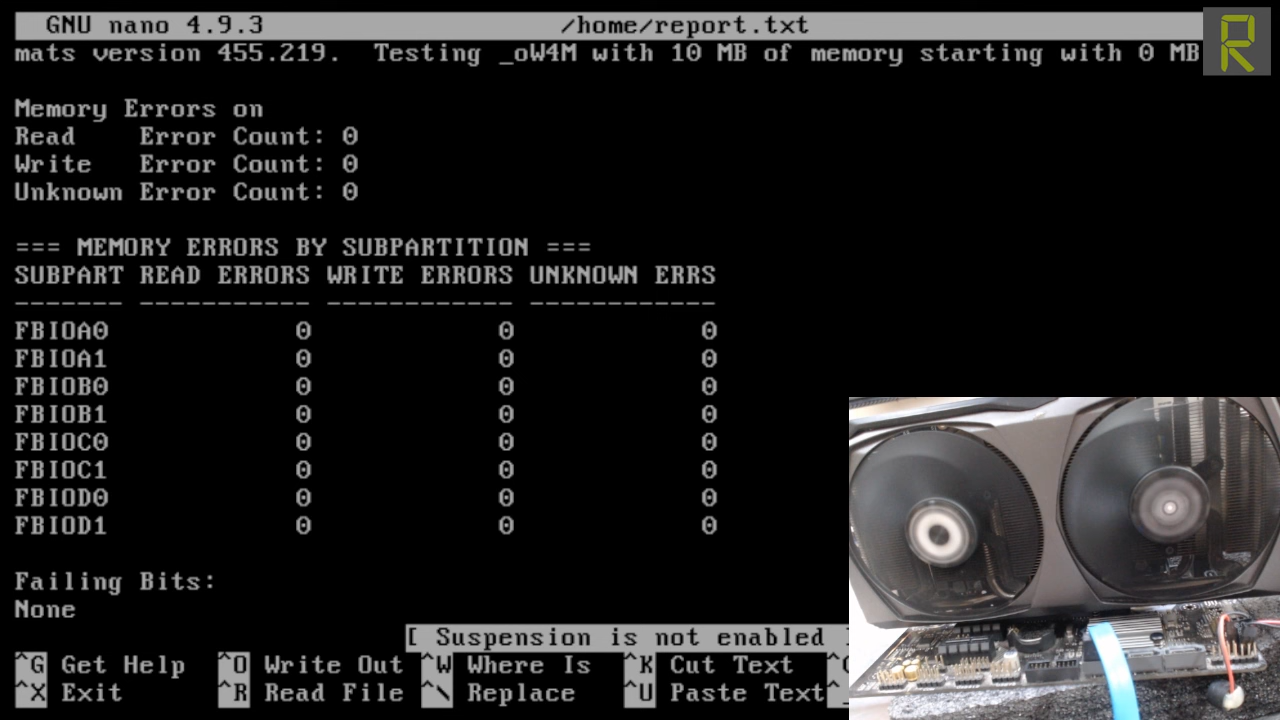 GNU nano 4.9.3 /home/report.txt
mats version 455.219. Testing _oW4M with 10 MB of memory starting with 0 MB
R
Memory Errors on
Read Error Count: 0
Write Error Count: 0
Unknown Error Count: 0
=== MEMORY ERRORS BY SUBPARTITION ===
SUBPART READ ERRORS WRITE ERRORS UNKNOWN ERRS
------- ----------- ------------ ------------
FBIOA0 0 0 0
FBIOA1 0 0 0
FBIOB0 0 0 0
FBIOB1 0 0 0
FBIOC0 0 0 0
FBIOC1 0 0 0
FBIOD0 0 0 0
FBIOD1 0 0 0
Failing Bits:
None
[ Suspension is not enabled ]
^G Get Help ^O Write Out ^W Where Is ^K Cut Text
^X Exit ^R Read File ^\ Replace ^U Paste Text